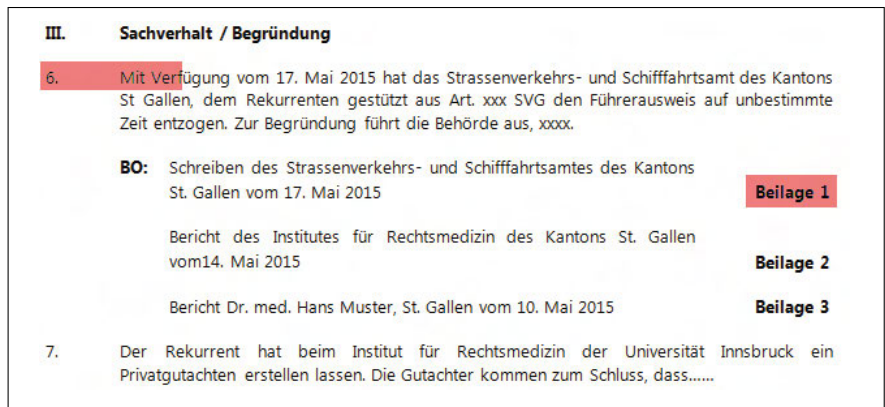 III. Sachverhalt / Begründung
6. Mit Verfügung vom 17. Mai 2015 hat das Strassenverkehrs- und Schifffahrtsamt des Kantons
St Gallen, dem Rekurrenten gestützt aus Art. xxx SVG den Führerausweis auf unbestimmte
Zeit entzogen. Zur Begründung führt die Behörde aus, xxxx.
BO: Schreiben des Strassenverkehrs- und Schifffahrtsamtes des Kantons
St. Gallen vom 17. Mai 2015 Beilage 1
Bericht des Institutes für Rechtsmedizin des Kantons St. Gallen
vom14. Mai 2015 Beilage 2
Bericht Dr. med. Hans Muster, St. Gallen vom 10. Mai 2015 Beilage 3
7. Der Rekurrent hat beim Institut für Rechtsmedizin der Universität Innsbruck ein
Privatgutachten erstellen lassen. Die Gutachter kommen zum Schluss, dass......